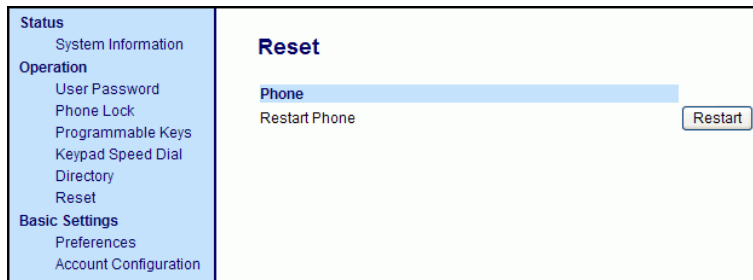 Status
System Information
Operation
User Password
Phone Lock
Programmable Keys
Keypad Speed Dial
Directory
Reset
Basic Settings
Preferences
Account Configuration
Reset
Phone
Restart Phone
Restart